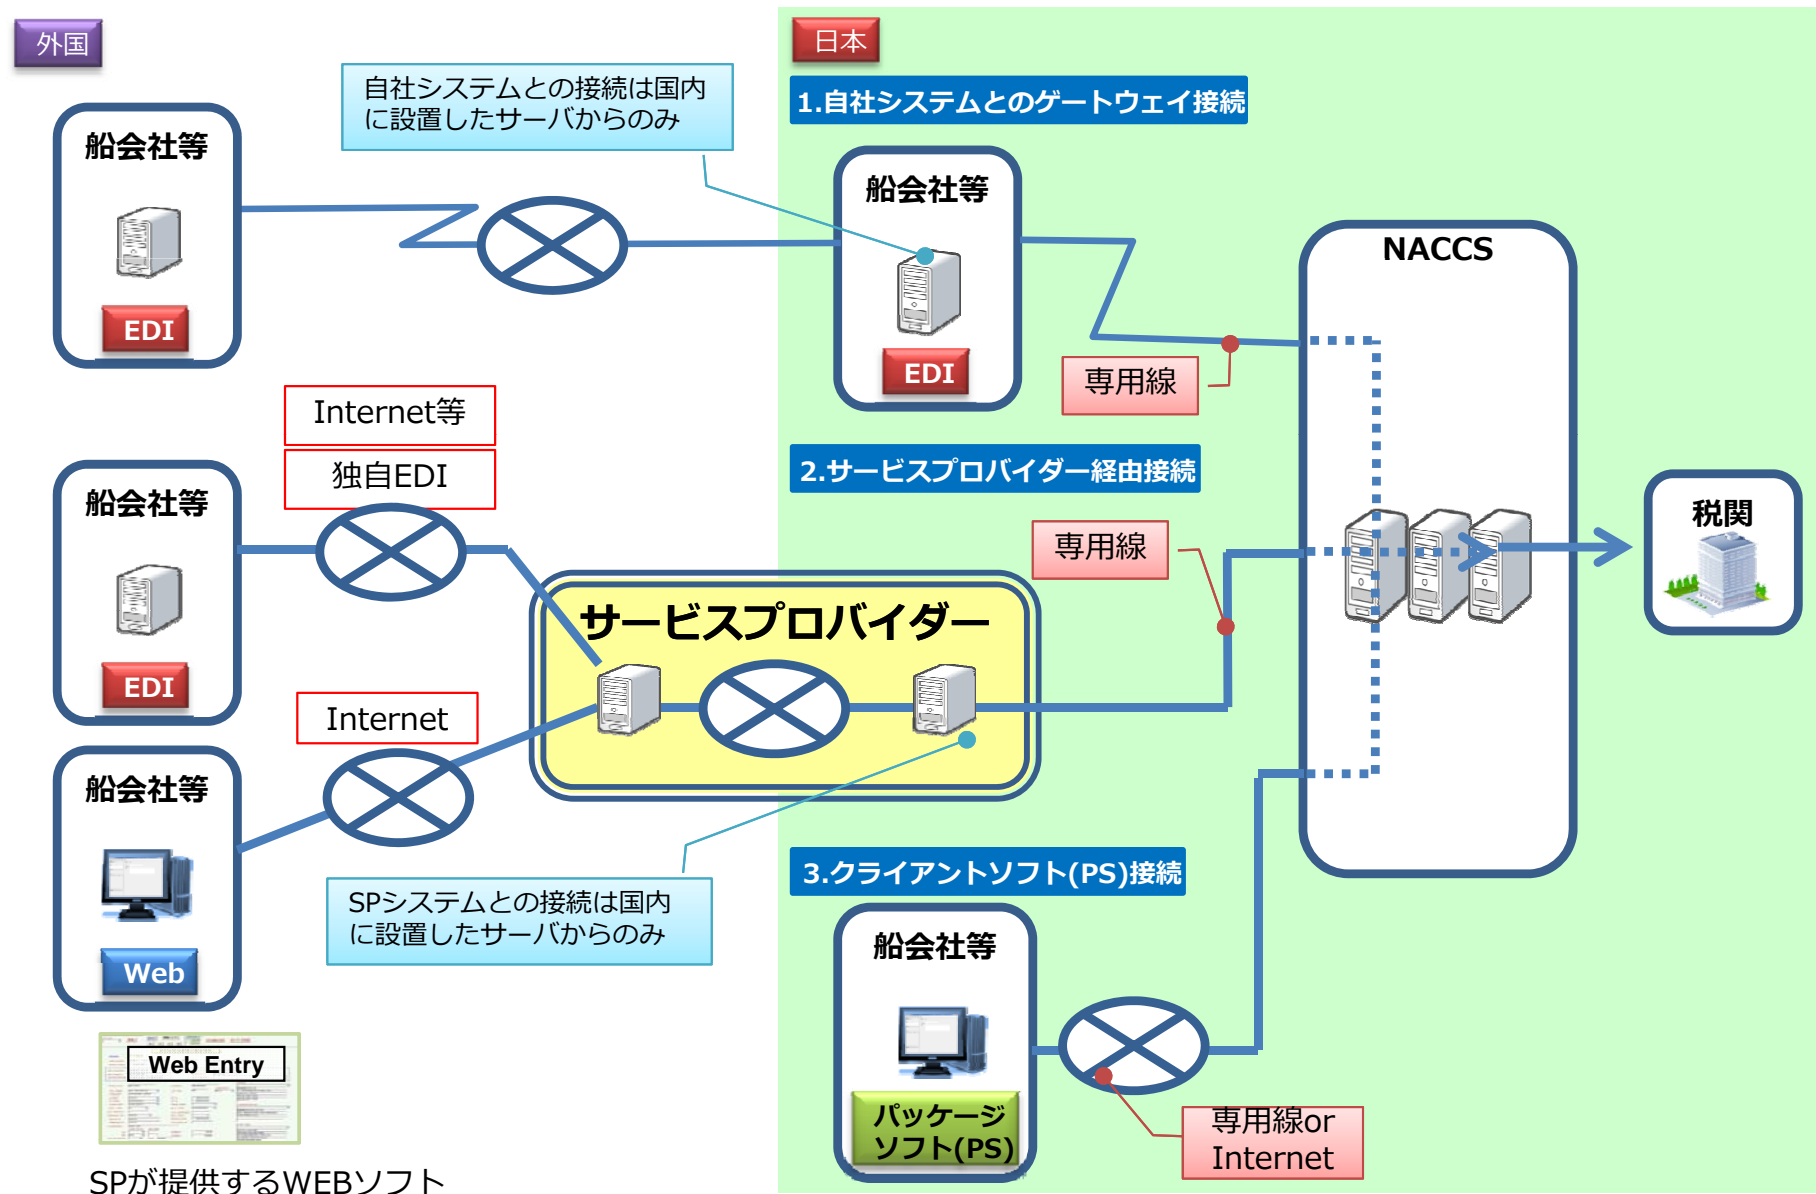 外国
日本
自社システムとの接続は国内
に設置したサーバからのみ
1.自社システムとのゲートウェイ接続
船会社等
EDI
船会社等
EDI
専用線
NACCS
税関
Internet等
独自EDI
船会社等
EDI
2.サービスプロバイダー経由接続
専用線
サービスプロバイダー
Internet
船会社等
Web
SPシステムとの接続は国内
に設置したサーバからのみ
3.クライアントソフト(PS)接続
船会社等
パッケージ
ソフト(PS)
専用線or
Internet
Web Entry
SPが提供するWEBソフト